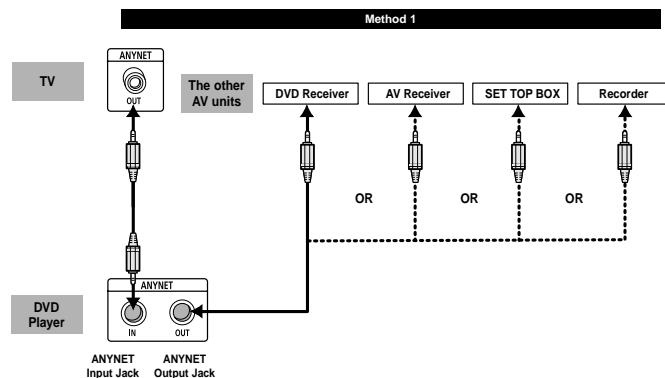 Method 1
ANYNET
TV
OUT
The other
AV units
DVD Receiver
AV Receiver
SET TOP BOX
Recorder
OR
OR
OR
ANYNET
DVD
Player
IN
OUT
ANYNET
Input Jack
ANYNET
Output Jack